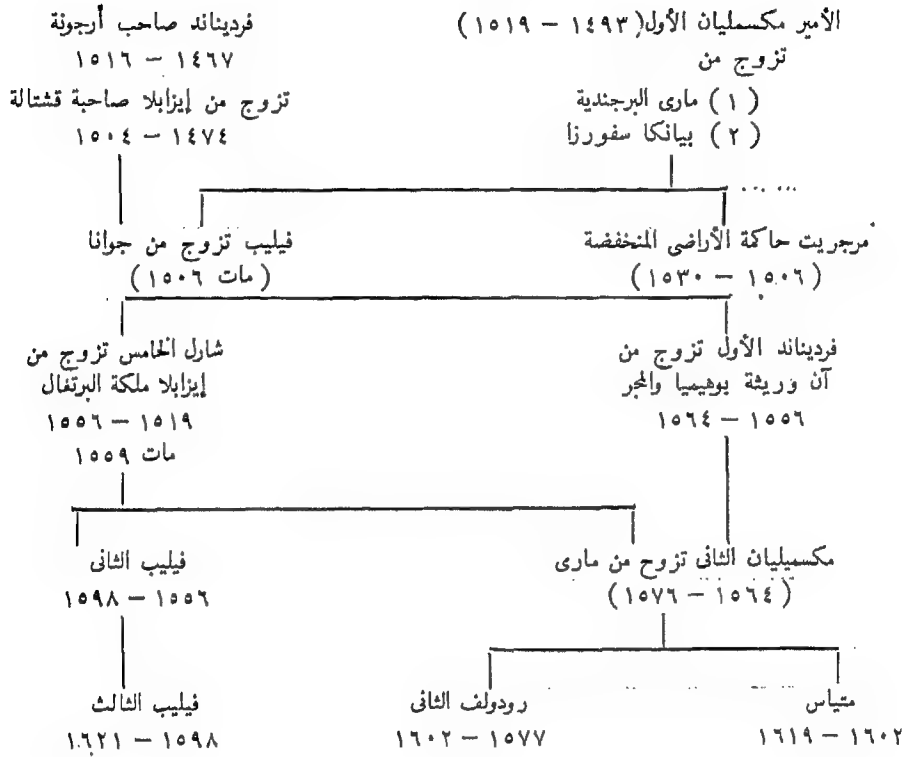 الأمير مكسمليان الأول (١٤٩٣ – ١٥١٩)
تزوج من
(١) مارى البرجندية
(٢) بيانكا سفورزا
فرديناند صاحب أرجونة
١٤٦٧ – ١٥١٦
تزوج من إيزابلا صاحبة قشتالة
١٤٧٤ – ١٥٠٤
مرجريت حاكمة الأراضى المنخفضة
(١٥٠٦ – ١٥٣٠)
فيليب تزوج من جوانا
(مات ١٥٠٦)
فرديناند الأول تزوج من
آن وريثة بوهيميا والمجر
١٥٥٦ – ١٥٦٤
شارل الخامس تزوج من
إيزابلا ملكة البرتغال
١٥١٩ – ١٥٥٦
مات ١٥٥٩
مكسيميليان الثانى تزوج من مارى
(١٥٦٤ – ١٥٧٦)
فيليب الثانى
١٥٥٦ – ١٥٩٨
متياس
١٦٠٢ – ١٦١٩
رودولف الثانى
١٥٧٧ – ١٦٠٢
فيليب الثالث
١٥٩٨ – ١٦٢١